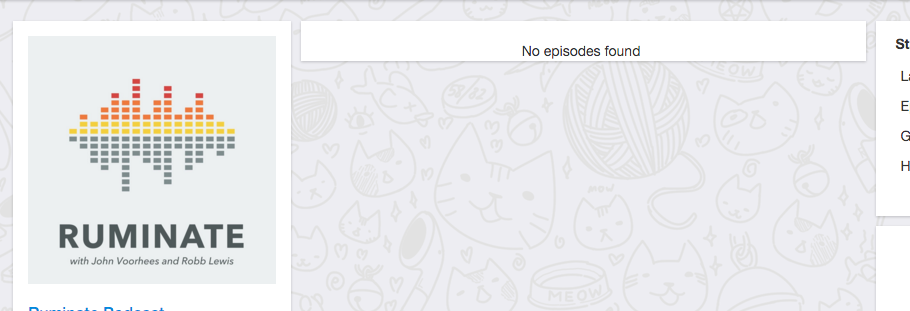 RUMINATE
with John Voorhees and Robb Lewis
Ruminate Podcast
No episodes found
MEOW
MEOW
St
La
E
G
H